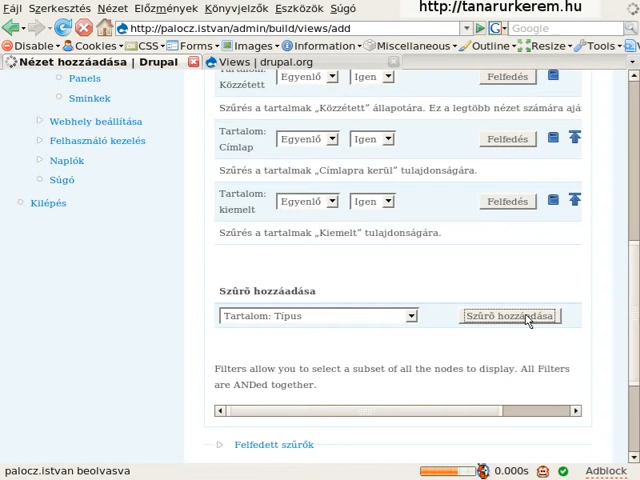 Fájl Szerkesztés Nézet Előzmények Könyvjelzők Eszközök Súgó
http://tanarurkerem.hu
http://palocz.istvan/admin/build/views/add
Google
Disable Cookies CSS Forms Images Information Miscellaneous Outline Resize Tools
Nézet hozzáadása | Drupal
Views | drupal.org
Panels
Sminkek
Webhely beállítása
Felhasználó kezelés
Naplók
Súgó
Kilépés
Tartalom:
Közzétett
Egyenlő Igen Felfedés
Szűrés a tartalmak „Közzétett” állapotára. Ez a legtöbb nézet számára ajá
Tartalom:
Címlap
Egyenlő Igen Felfedés
Szűrés a tartalmak „Címlapra kerül” tulajdonságára.
Tartalom:
kiemelt
Egyenlő Igen Felfedés
Szűrés a tartalmak „Kiemelt” tulajdonságára.
Szûrõ hozzáadása
Tartalom: Típus
Szûrõ hozzáadása
Filters allow you to select a subset of all the nodes to display. All Filters
are ANDed together.
Felfedett szűrők
palocz.istvan beolvasva
0.000s
Adblock